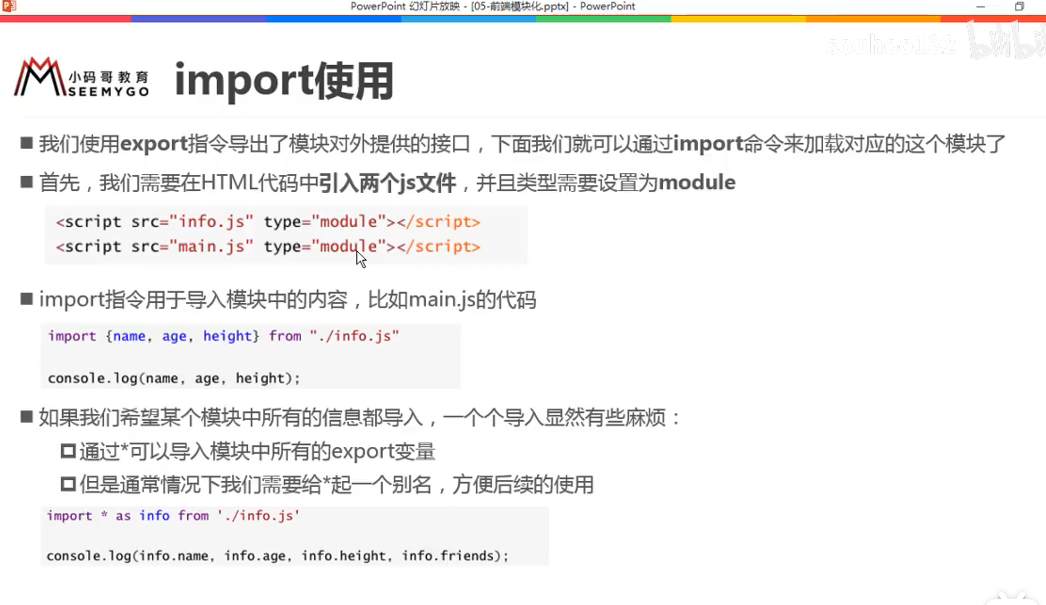 PowerPoint 幻灯片放映 - [05-前端模块化.pptx] - PowerPoint
小码哥教育
SEEMYGO
import使用
我们使用export指令导出了模块对外提供的接口，下面我们就可以通过import命令来加载对应的这个模块了
首先，我们需要在HTML代码中引入两个js文件，并且类型需要设置为module
<script src="info.js" type="module"></script>
<script src="main.js" type="module"></script>
import指令用于导入模块中的内容，比如main.js的代码
import {name, age, height} from "./info.js"
console.log(name, age, height);
如果我们希望某个模块中所有的信息都导入，一个个导入显然有些麻烦：
通过*可以导入模块中所有的export变量
但是通常情况下我们需要给*起一个别名，方便后续的使用
import * as info from './info.js'
console.log(info.name, info.age, info.height, info.friends);